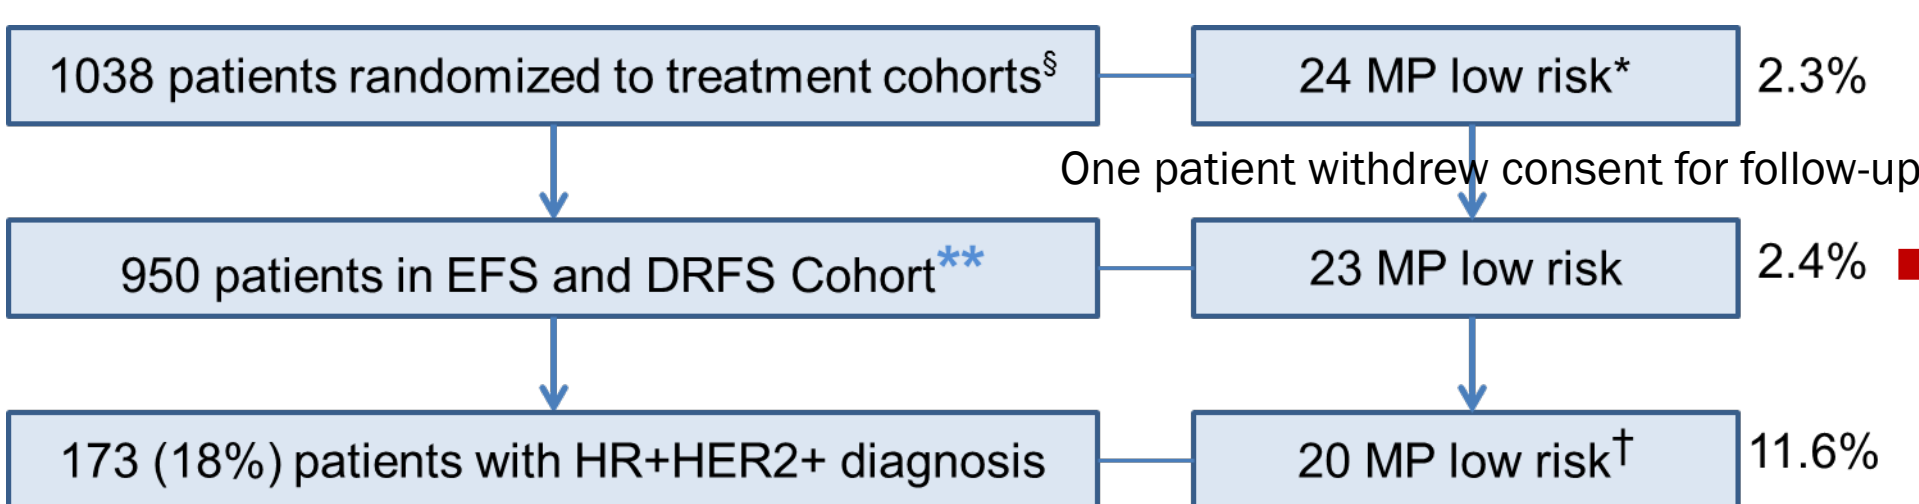 1038 patients randomized to treatment cohorts§
24 MP low risk*
2.3%
One patient withdrew consent for follow-up
950 patients in EFS and DRFS Cohort**
23 MP low risk
2.4%
173 (18%) patients with HR+HER2+ diagnosis
20 MP low risk†
11.6%